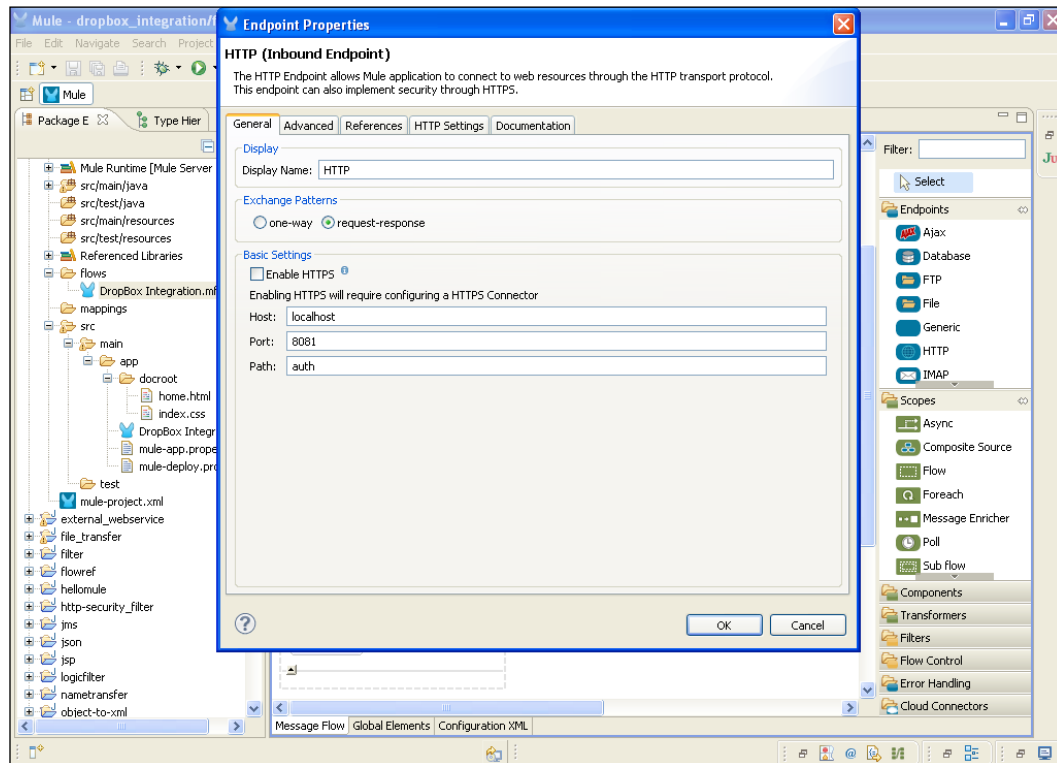 Mule - dropbox_integration/f
File Edit Navigate Search Project
Mule
Package E
Type Hier
Mule Runtime [Mule Server
src/main/java
src/test/java
src/main/resources
src/test/resources
Referenced Libraries
flows
DropBox Integration.mf
mappings
src
main
app
docroot
home.html
index.css
DropBox Integr
mule-app.prope
mule-deploy.pro
test
mule-project.xml
external_webservice
file_transfer
filter
flowref
hellomule
http-security_filter
jms
json
jsp
logicfilter
nametransfer
object-to-xml
Endpoint Properties
HTTP (Inbound Endpoint)
The HTTP Endpoint allows Mule application to connect to web resources through the HTTP transport protocol.
This endpoint can also implement security through HTTPS.
General Advanced References HTTP Settings Documentation
Display
Display Name: HTTP
Exchange Patterns
one-way request-response
Basic Settings
Enable HTTPS
Enabling HTTPS will require configuring a HTTPS Connector
Host: localhost
Port: 8081
Path: auth
OK Cancel
Message Flow Global Elements Configuration XML
Filter:
Select
Endpoints
Ajax
Database
FTP
File
Generic
HTTP
IMAP
Scopes
Async
Composite Source
Flow
Foreach
Message Enricher
Poll
Sub flow
Components
Transformers
Filters
Flow Control
Error Handling
Cloud Connectors
Ju